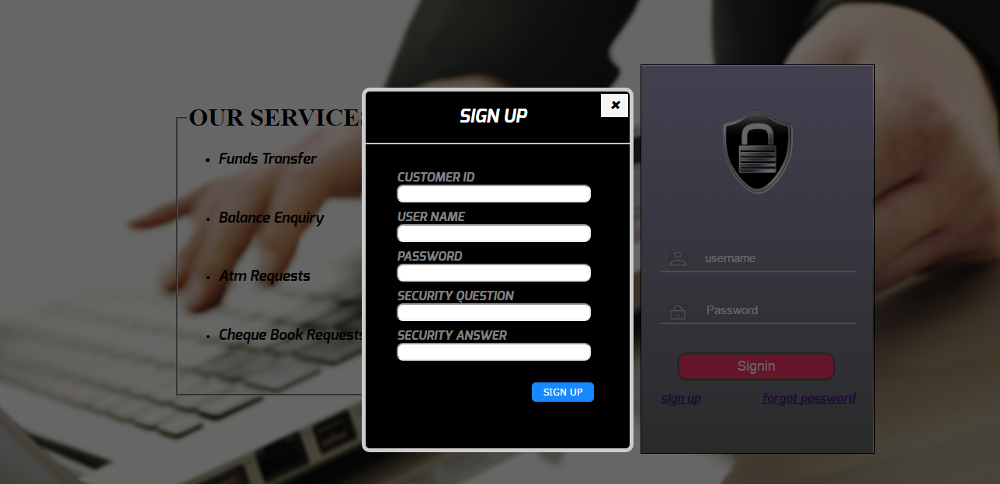 OUR SERVICES
Funds Transfer
Balance Enquiry
Atm Requests
Cheque Book Requests
SIGN UP
✖
CUSTOMER ID
USER NAME
PASSWORD
SECURITY QUESTION
SECURITY ANSWER
SIGN UP
username
Password
Signin
sign up
forgot password